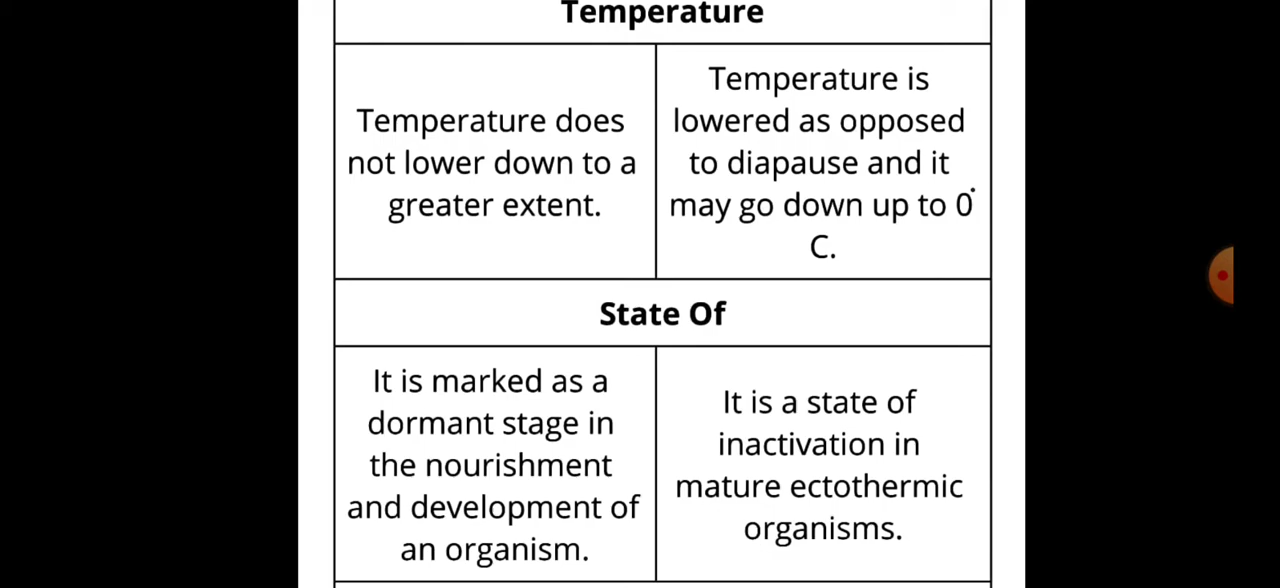 Temperature
Temperature does
not lower down to a
greater extent.
Temperature is
lowered as opposed
to diapause and it
may go down up to 0°
C.
State Of
It is marked as a
dormant stage in
the nourishment
and development of
an organism.
It is a state of
inactivation in
mature ectothermic
organisms.